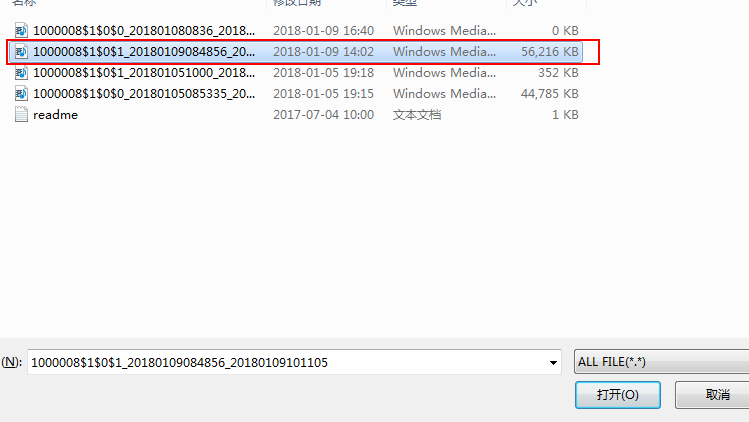 名称 修改日期 类型 大小
1000008$1$0$0_201801080836_2018... 2018-01-09 16:40 Windows Media... 0 KB
1000008$1$0$1_20180109084856_20... 2018-01-09 14:02 Windows Media... 56,216 KB
1000008$1$0$0_201801051000_2018... 2018-01-05 19:18 Windows Media... 352 KB
1000008$1$0$0_20180105085335_20... 2018-01-05 19:15 Windows Media... 44,785 KB
readme 2017-07-04 10:00 文本文档 1 KB
(N): 1000008$1$0$1_20180109084856_20180109101105 ALL FILE(*.*)
打开(O) 取消